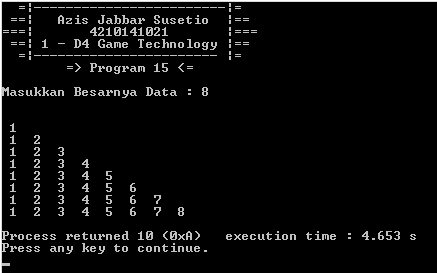 =|------------------------|=
==|   Azis Jabbar Susetio  |==
===|       4210141021       |===
==| 1 - D4 Game Technology |==
=|------------------------ |=
=> Program 15 <=
Masukkan Besarnya Data : 8
1
1 2
1 2 3
1 2 3 4
1 2 3 4 5
1 2 3 4 5 6
1 2 3 4 5 6 7
1 2 3 4 5 6 7 8
Process returned 10 (0xA)   execution time : 4.653 s
Press any key to continue.